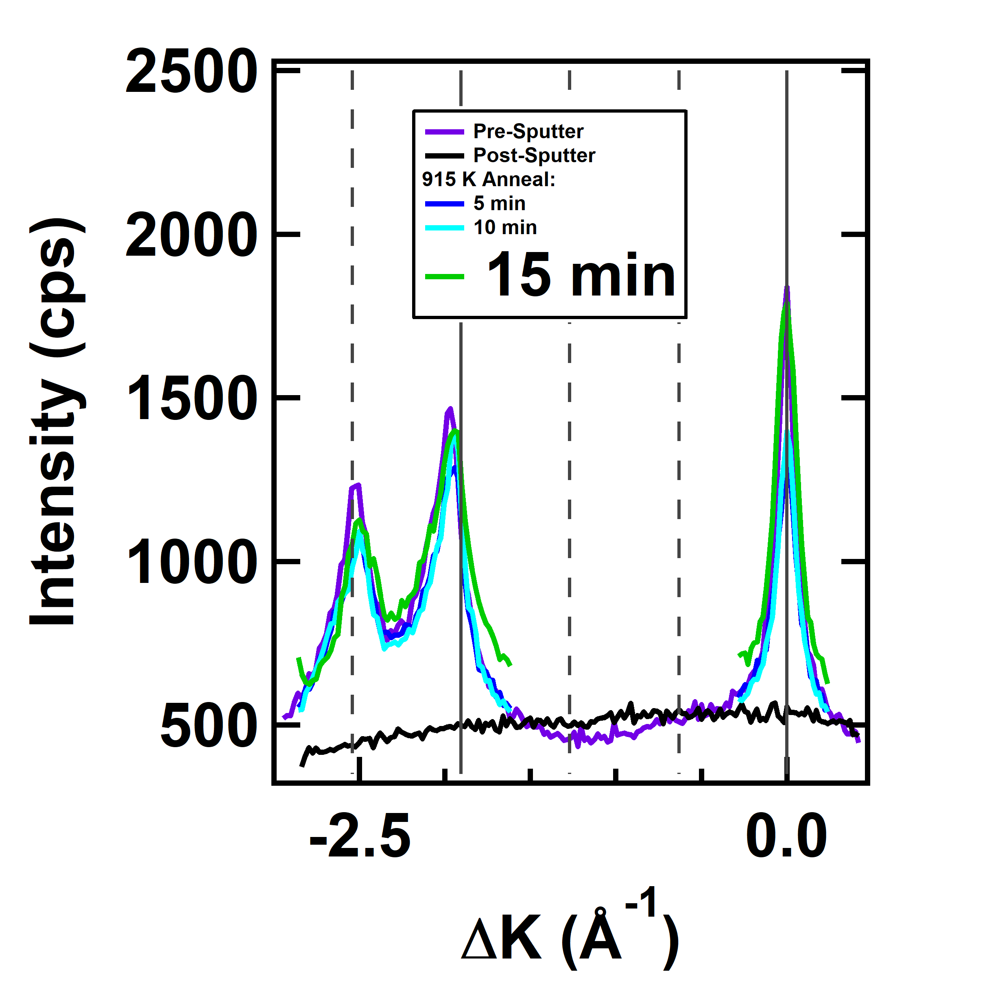 2500
2000
1500
1000
500
Intensity (cps)
Pre-Sputter
Post-Sputter
915 K Anneal:
5 min
10 min
15 min
-2.5
0.0
ΔK (Å⁻¹)